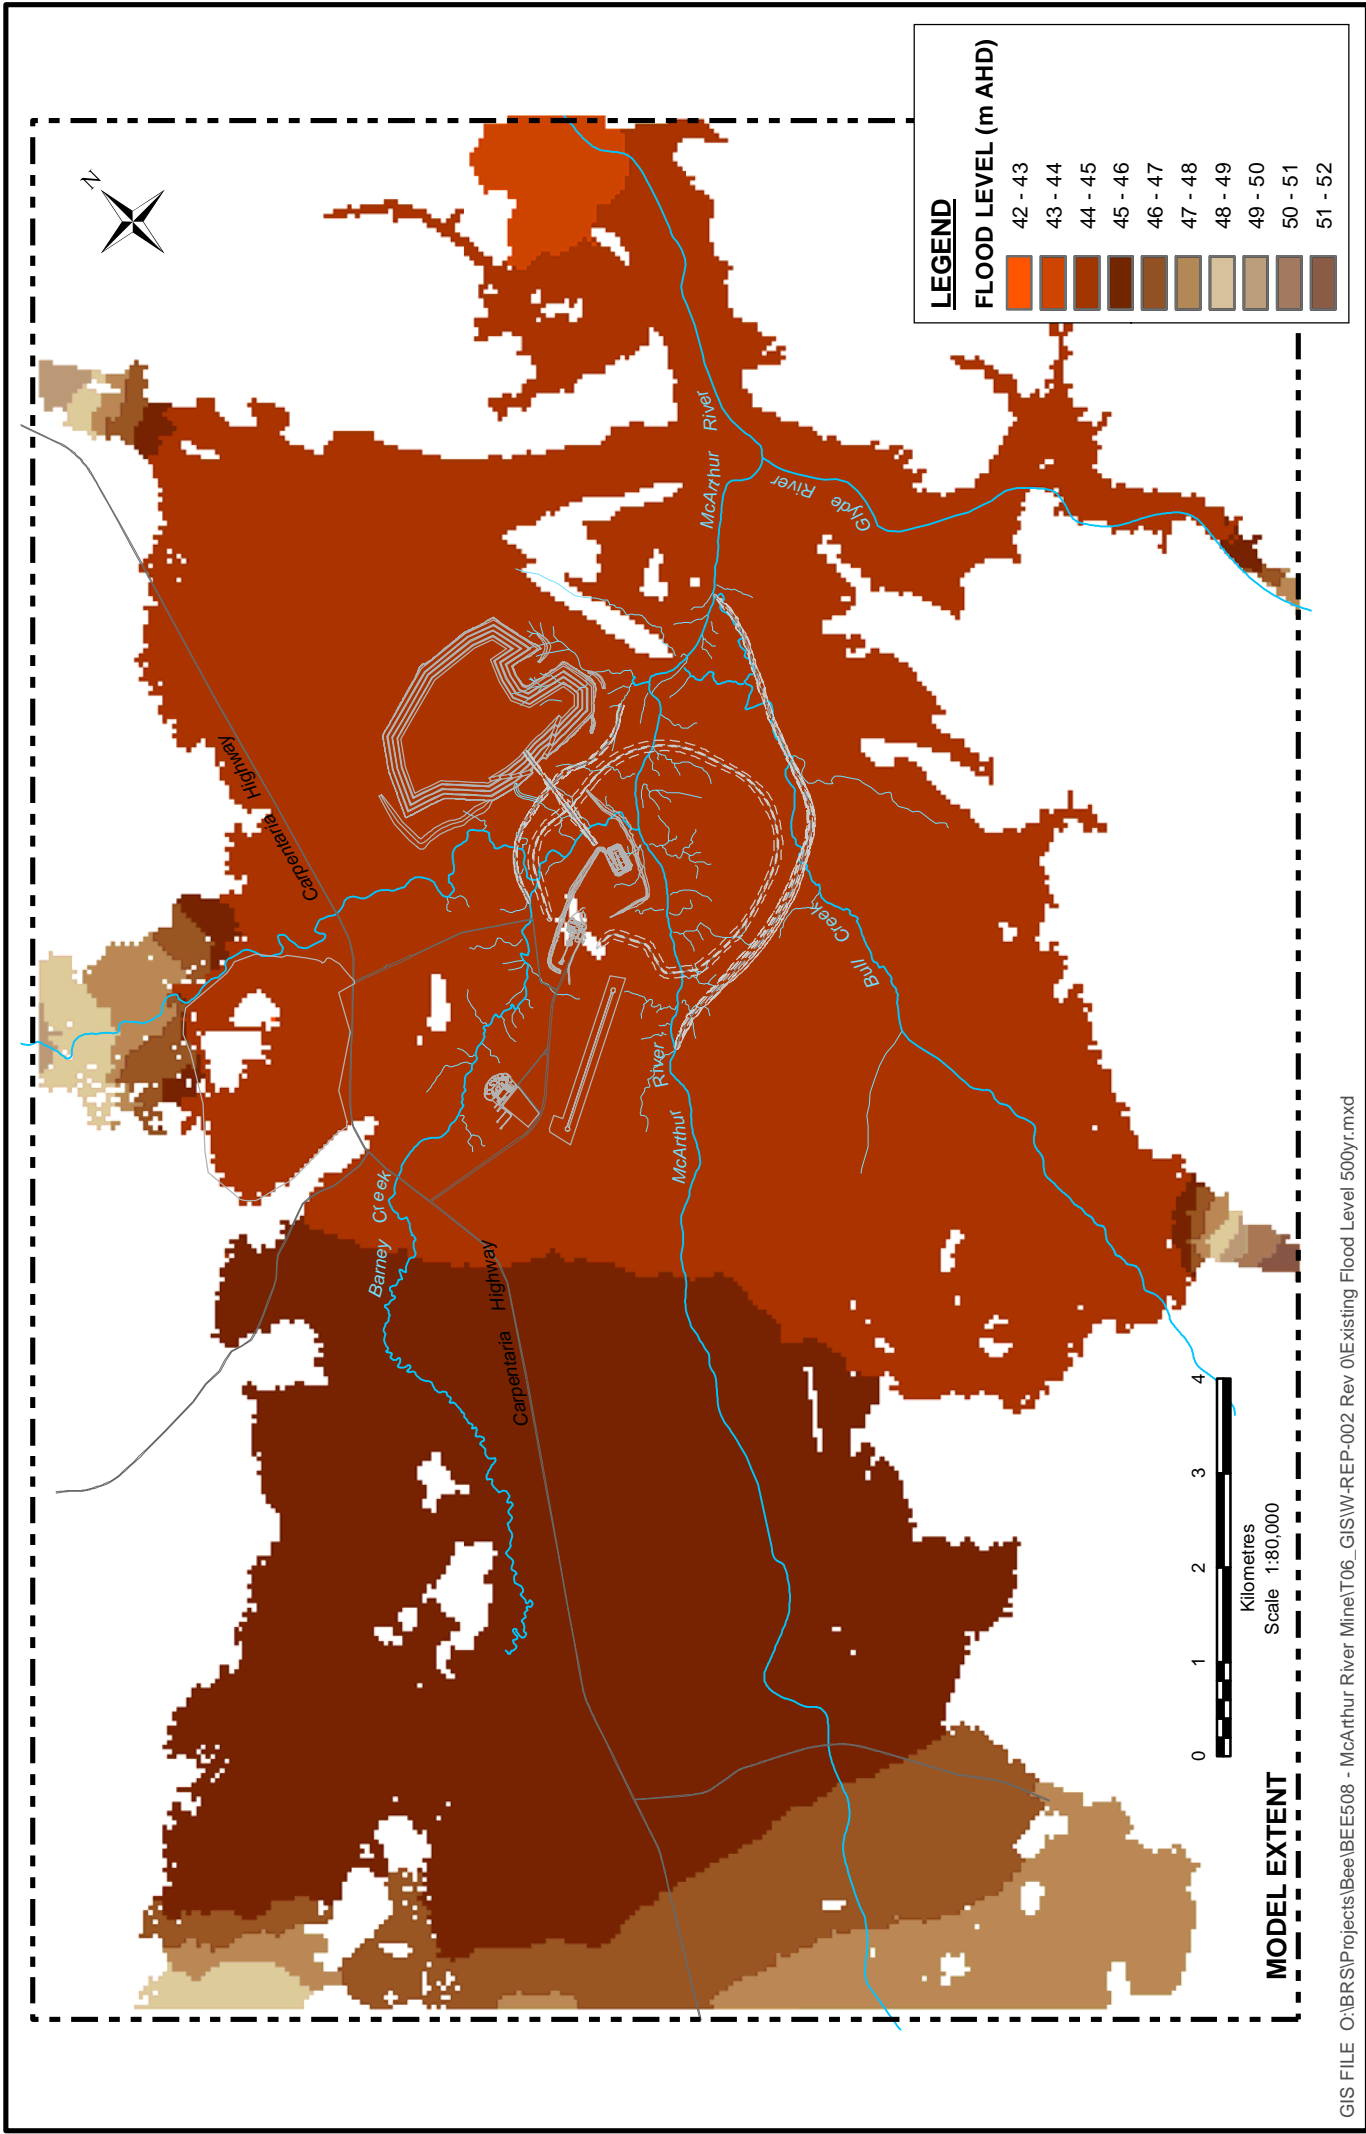 N
Carpentaria Highway
McArthur River
Glyde River
Bull Creek
McArthur River
Barney Creek
Carpentaria Highway
LEGEND
FLOOD LEVEL (m AHD)
42 - 43
43 - 44
44 - 45
45 - 46
46 - 47
47 - 48
48 - 49
49 - 50
50 - 51
51 - 52
0 1 2 3 4
Kilometres
Scale 1:80,000
MODEL EXTENT
GIS FILE O:\BRS\Projects\Bee\BEE508 - McArthur River Mine\T06_GIS\W-REP-002 Rev 0\Existing Flood Level 500yr.mxd